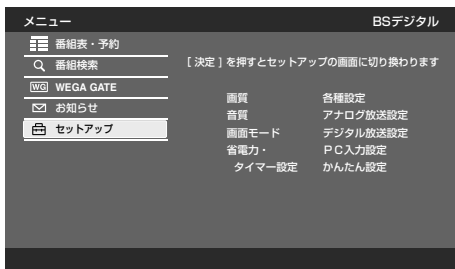 メニュー
BSデジタル
番組表・予約
番組検索
WG WEGA GATE
お知らせ
セットアップ
[ 決定 ] を押すとセットアップの画面に切り換わります
画質 各種設定
音質 アナログ放送設定
画面モード デジタル放送設定
省電力・ PC入力設定
タイマー設定 かんたん設定